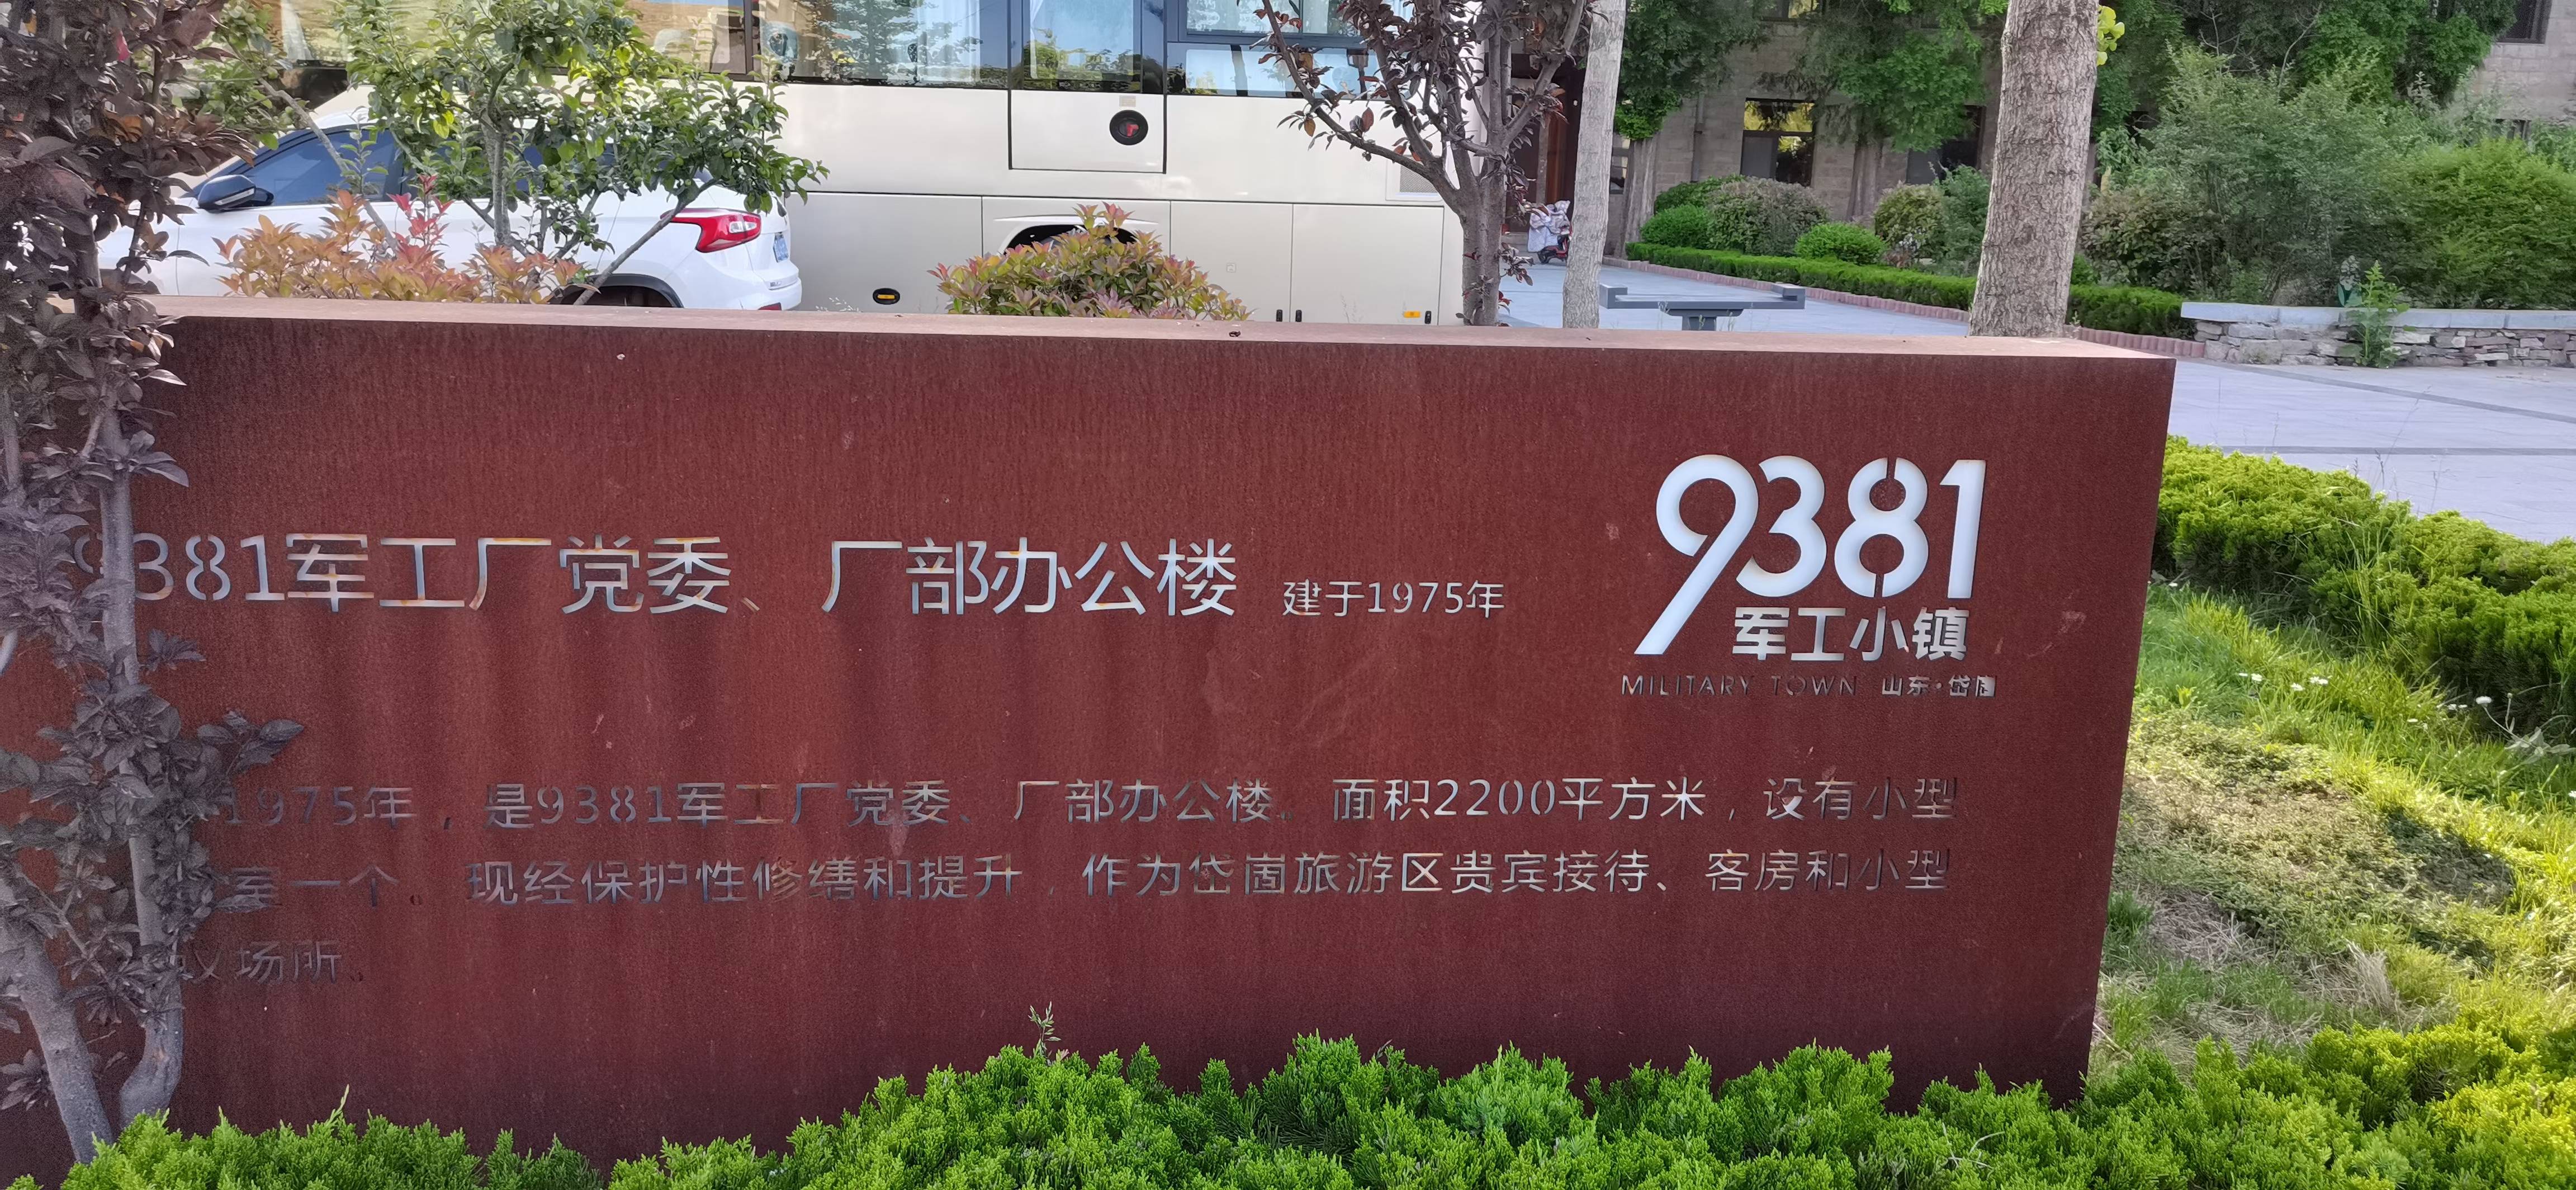 9381军工厂党委、厂部办公楼 建于1975年
9381
军工小镇
MILITARY TOWN 山东·岱崮
1975年，是9381军工厂党委、厂部办公楼。面积2200平方米，设有小型
室一个。现经保护性修缮和提升，作为岱崮旅游区贵宾接待、客房和小型
议场所。